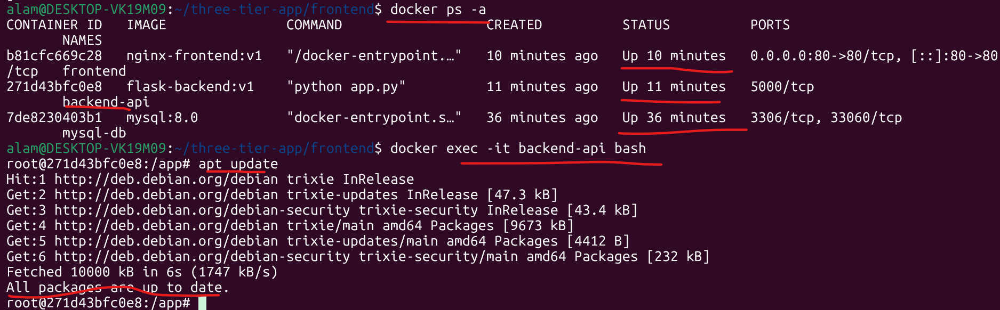 alam@DESKTOP-VK19M09:~/three-tier-app/frontend$ docker ps -a
CONTAINER ID   IMAGE               COMMAND                  CREATED          STATUS          PORTS
       NAMES
b81cfc669c28   nginx-frontend:v1   "/docker-entrypoint.…"   10 minutes ago   Up 10 minutes   0.0.0.0:80->80/tcp, [::]:80->80
/tcp   frontend
271d43bfc0e8   flask-backend:v1    "python app.py"          11 minutes ago   Up 11 minutes   5000/tcp
       backend-api
7de8230403b1   mysql:8.0           "docker-entrypoint.s…"   36 minutes ago   Up 36 minutes   3306/tcp, 33060/tcp
       mysql-db
alam@DESKTOP-VK19M09:~/three-tier-app/frontend$ docker exec -it backend-api bash
root@271d43bfc0e8:/app# apt update
Hit:1 http://deb.debian.org/debian trixie InRelease
Get:2 http://deb.debian.org/debian trixie-updates InRelease [47.3 kB]
Get:3 http://deb.debian.org/debian-security trixie-security InRelease [43.4 kB]
Get:4 http://deb.debian.org/debian trixie/main amd64 Packages [9673 kB]
Get:5 http://deb.debian.org/debian trixie-updates/main amd64 Packages [4412 B]
Get:6 http://deb.debian.org/debian-security trixie-security/main amd64 Packages [232 kB]
Fetched 10000 kB in 6s (1747 kB/s)
All packages are up to date.
root@271d43bfc0e8:/app#